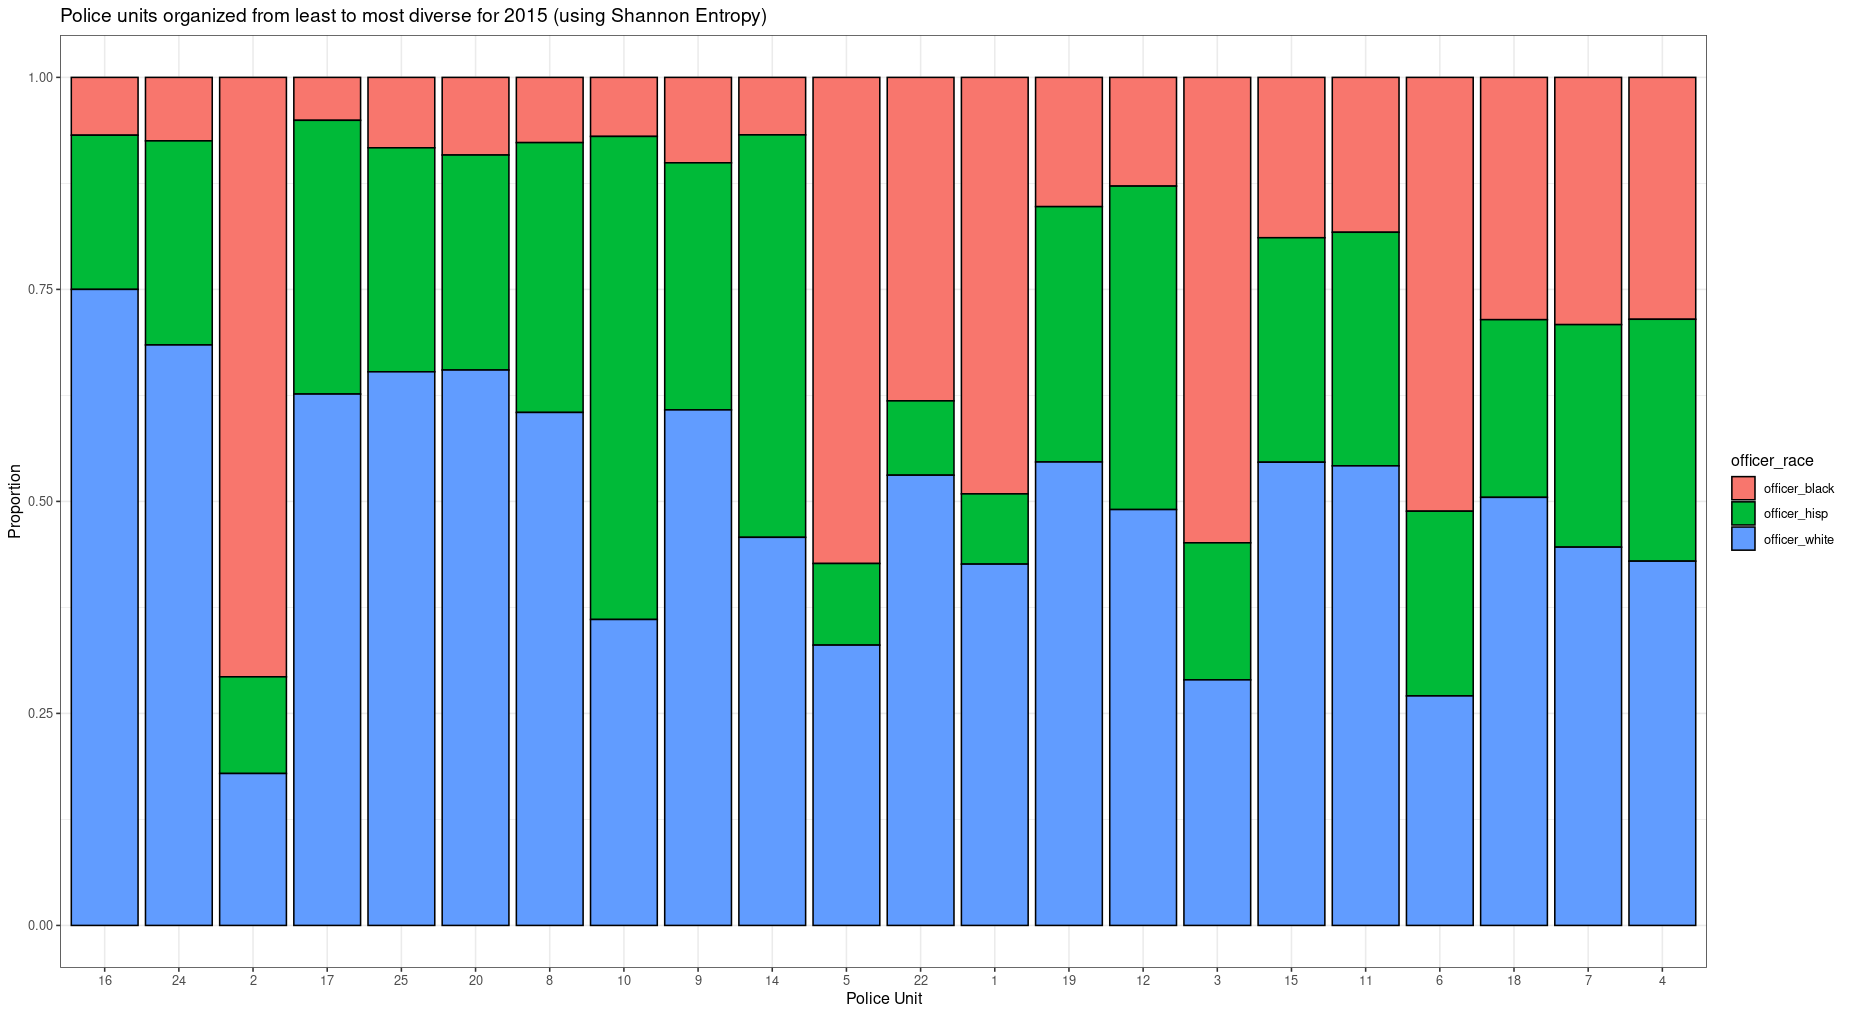 Police units organized from least to most diverse for 2015 (using Shannon Entropy)
1.00
0.75
0.50
0.25
0.00
Proportion
16 24 2 17 25 20 8 10 9 14 5 22 1 19 12 3 15 11 6 18 7 4
Police Unit
officer_race
officer_black
officer_hisp
officer_white